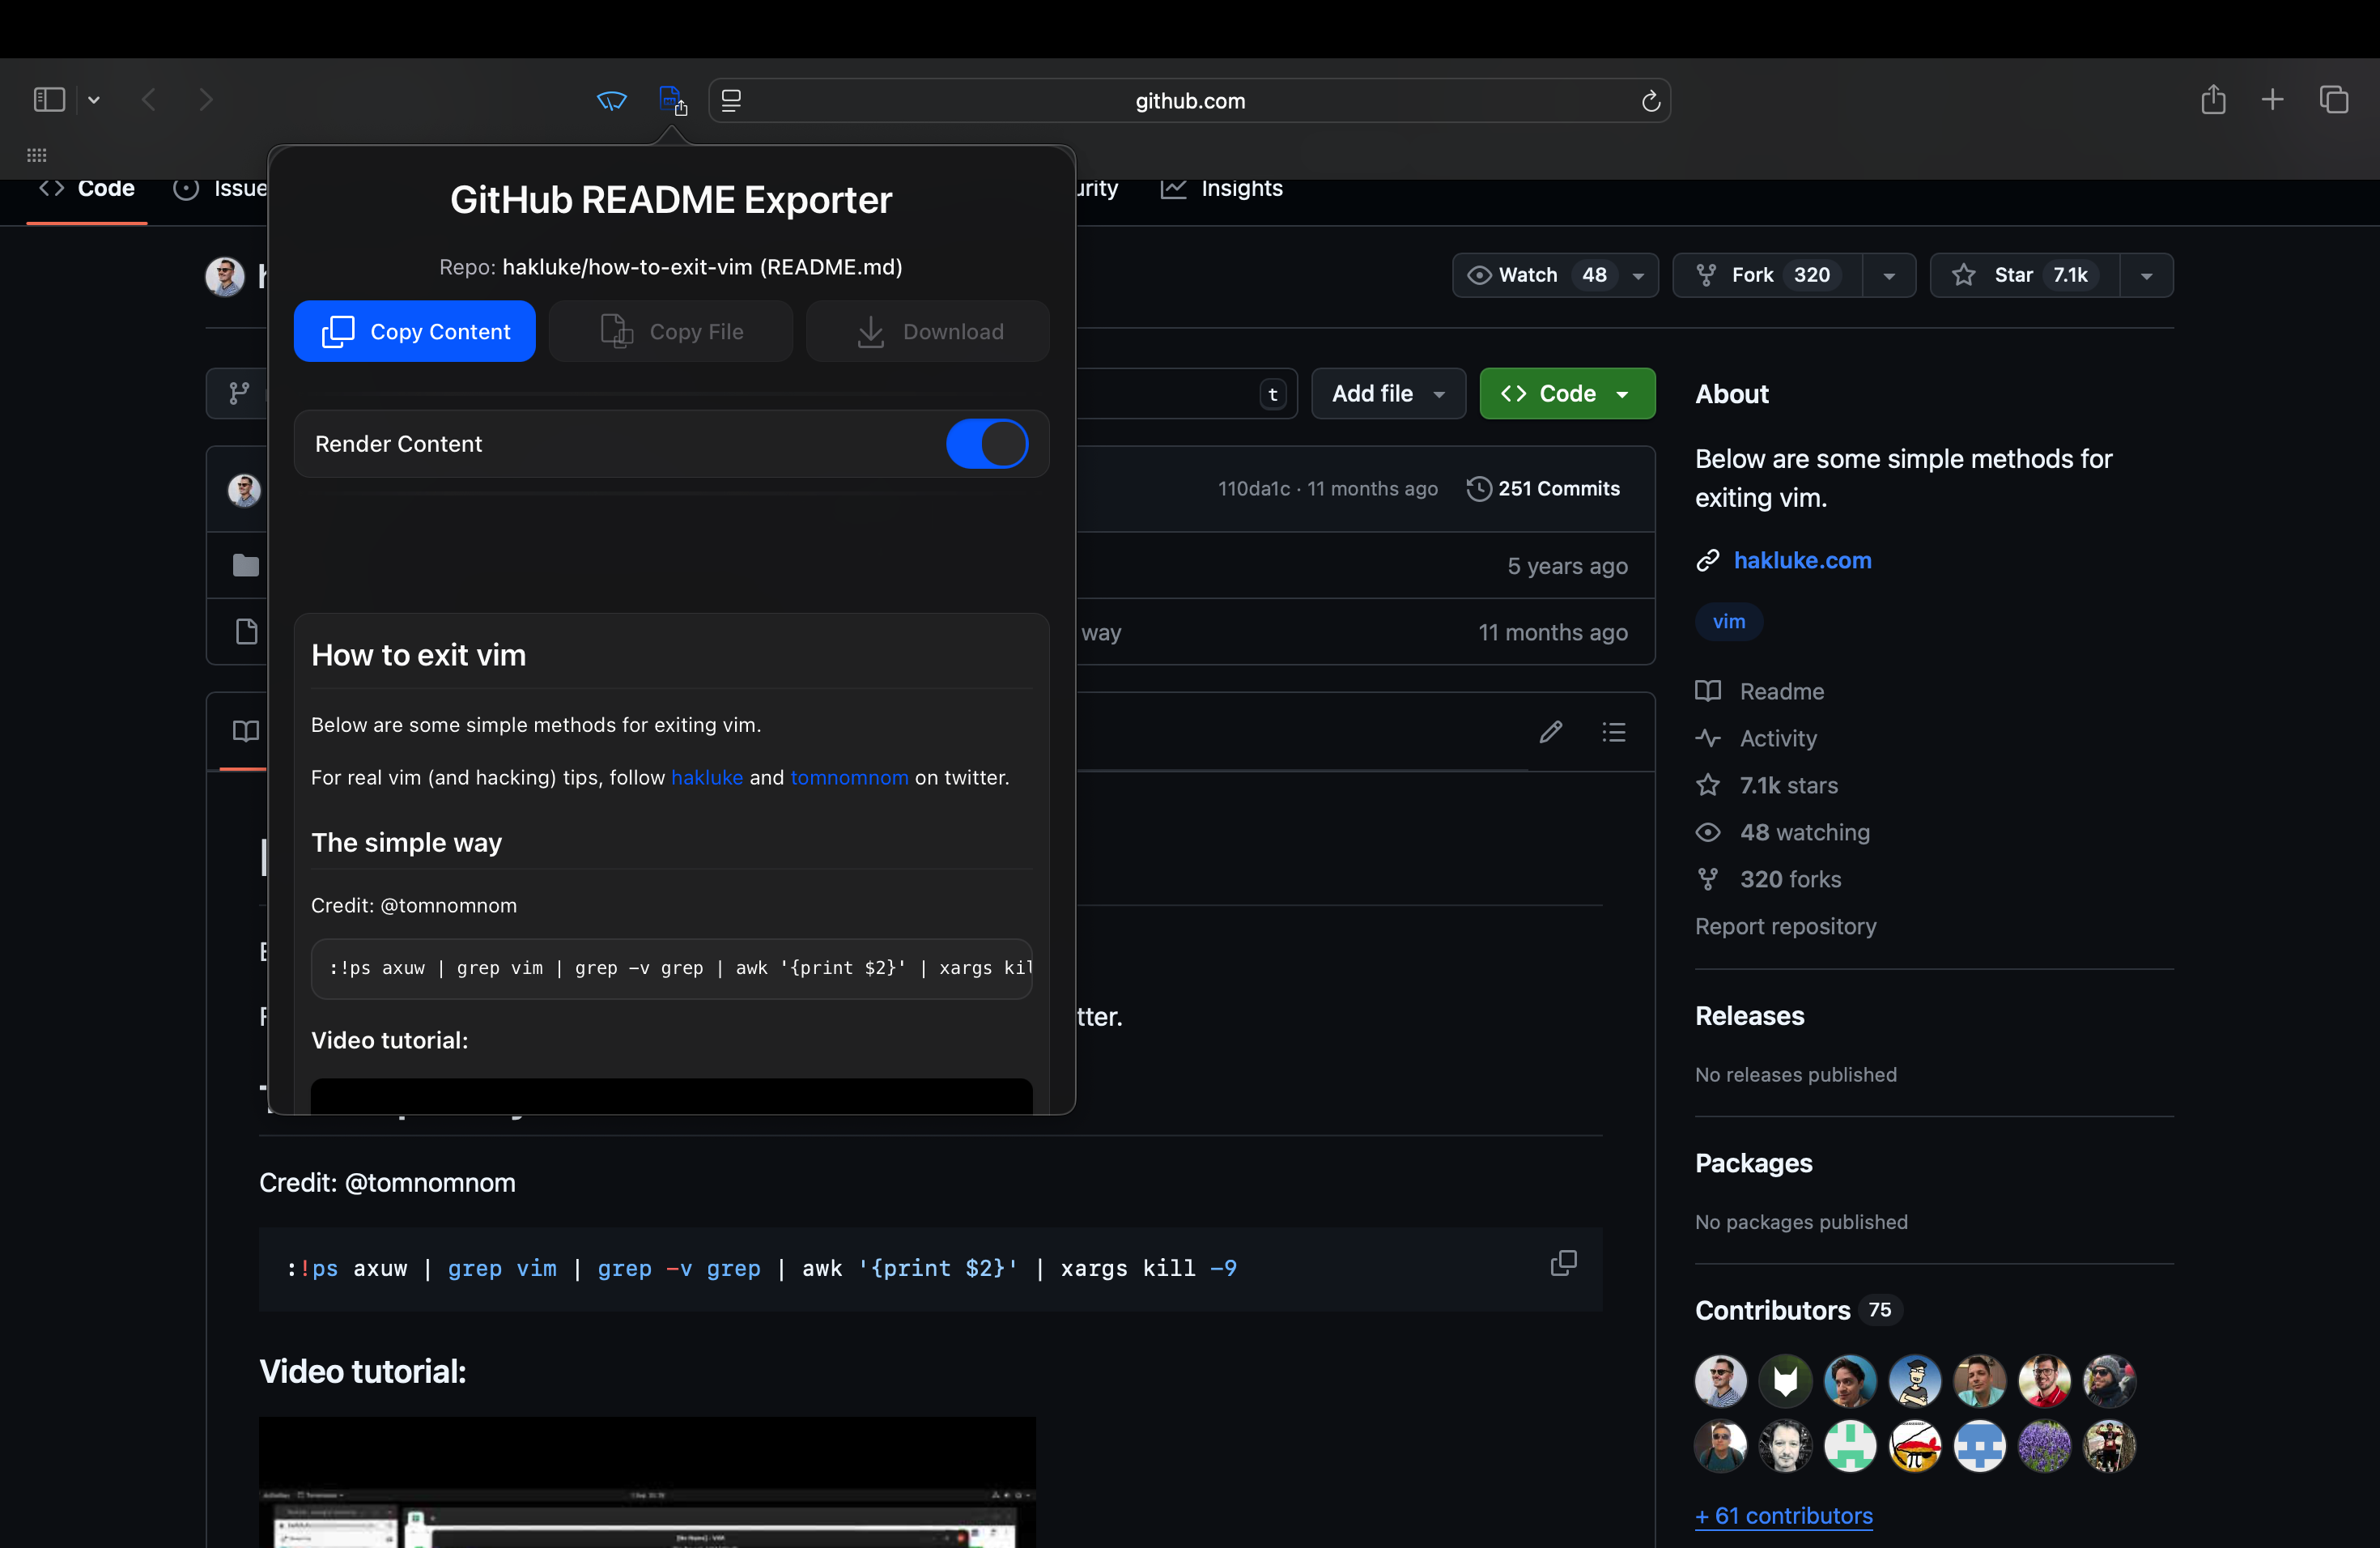 github.com
Code
Issue
urity
Insights
GitHub README Exporter
Repo: hakluke/how-to-exit-vim (README.md)
Copy Content
Copy File
Download
Render Content
How to exit vim
Below are some simple methods for exiting vim.
For real vim (and hacking) tips, follow hakluke and tomnomnom on twitter.
The simple way
Credit: @tomnomnom
:!ps axuw | grep vim | grep -v grep | awk '{print $2}' | xargs kil
Video tutorial:
Watch 48
Fork 320
Star 7.1k
t
Add file
Code
110da1c · 11 months ago
251 Commits
5 years ago
way
11 months ago
tter.
Credit: @tomnomnom
:!ps axuw | grep vim | grep -v grep | awk '{print $2}' | xargs kill -9
Video tutorial:
About
Below are some simple methods for
exiting vim.
hakluke.com
vim
Readme
Activity
7.1k stars
48 watching
320 forks
Report repository
Releases
No releases published
Packages
No packages published
Contributors 75
+ 61 contributors